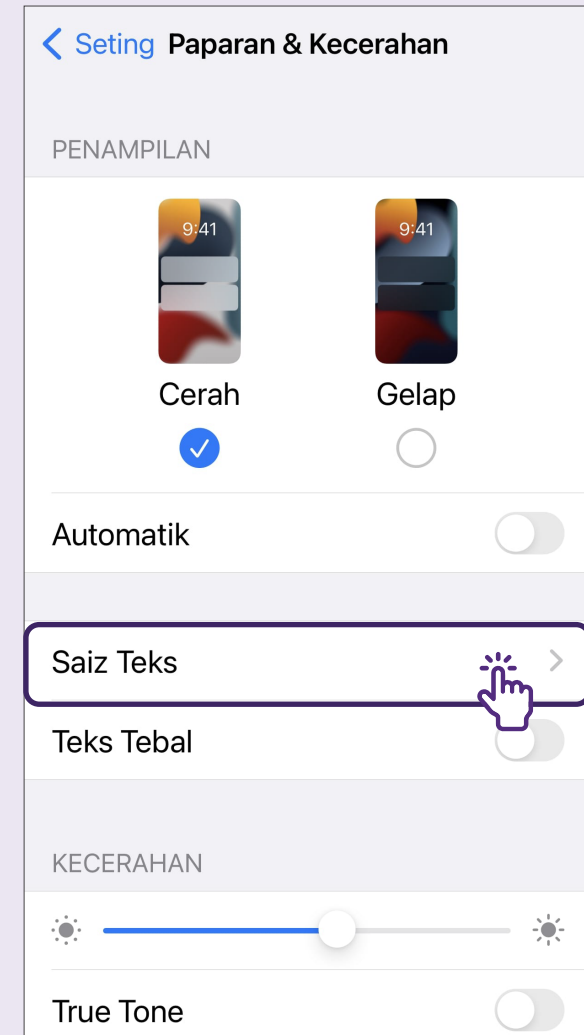 Seting Paparan & Kecerahan
PENAMPILAN
9:41 9:41
Cerah Gelap
Automatik
Saiz Teks
Teks Tebal
KECERAHAN
True Tone